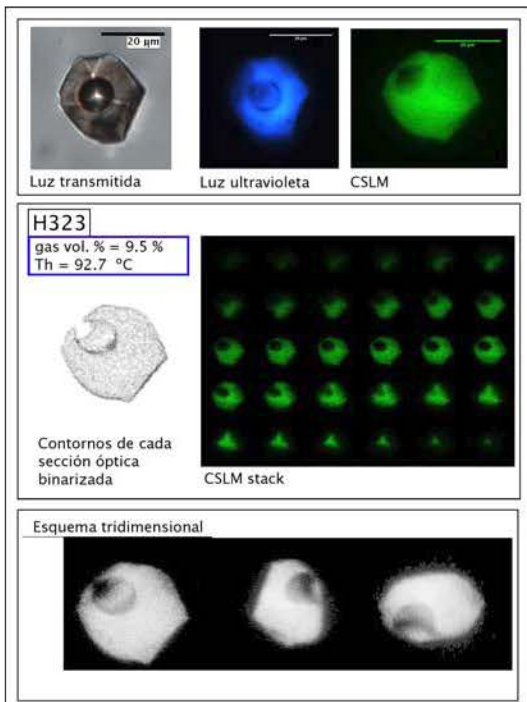 20 µm
Luz transmitida
Luz ultravioleta
CSLM
H323
gas vol. % = 9.5 %
Th = 92.7 ºC
Contornos de cada
sección óptica
binarizada
CSLM stack
Esquema tridimensional